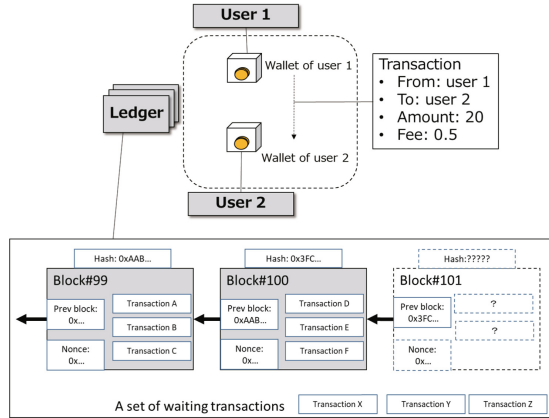 User 1
Wallet of user 1
Ledger
Transaction
• From: user 1
• To: user 2
• Amount: 20
• Fee: 0.5
Wallet of user 2
User 2
Hash: 0xAAB...
Hash: 0x3FC...
Hash:?????
Block#99
Block#100
Block#101
Prev block:
0x...
Transaction A
Transaction B
Nonce:
0x...
Transaction C
Prev block:
0xAAB...
Transaction D
Transaction E
Nonce:
0x...
Transaction F
Prev block:
0x3FC...
?
?
Nonce:
0x...
A set of waiting transactions
Transaction X
Transaction Y
Transaction Z